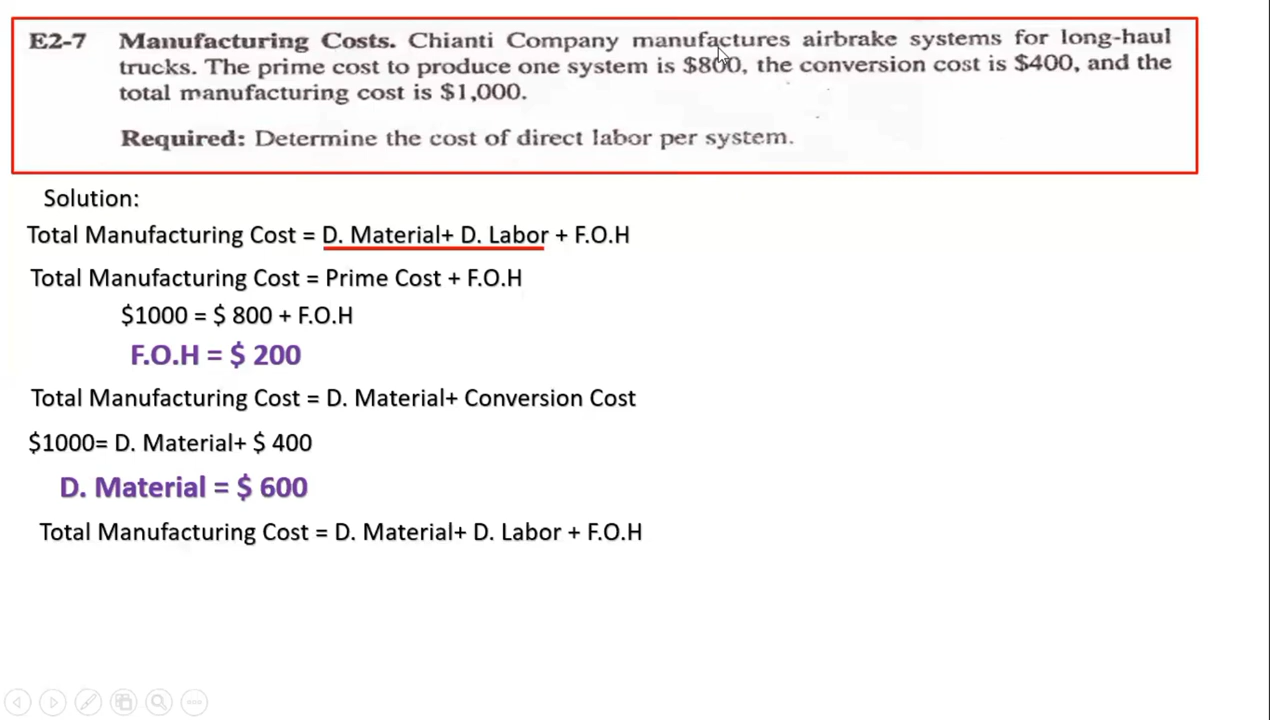 E2-7 Manufacturing Costs. Chianti Company manufactures airbrake systems for long-haul
trucks. The prime cost to produce one system is $800, the conversion cost is $400, and the
total manufacturing cost is $1,000.
Required: Determine the cost of direct labor per system.
Solution:
Total Manufacturing Cost = D. Material+ D. Labor + F.O.H
Total Manufacturing Cost = Prime Cost + F.O.H
$1000 = $ 800 + F.O.H
F.O.H = $ 200
Total Manufacturing Cost = D. Material+ Conversion Cost
$1000= D. Material+ $ 400
D. Material = $ 600
Total Manufacturing Cost = D. Material+ D. Labor + F.O.H